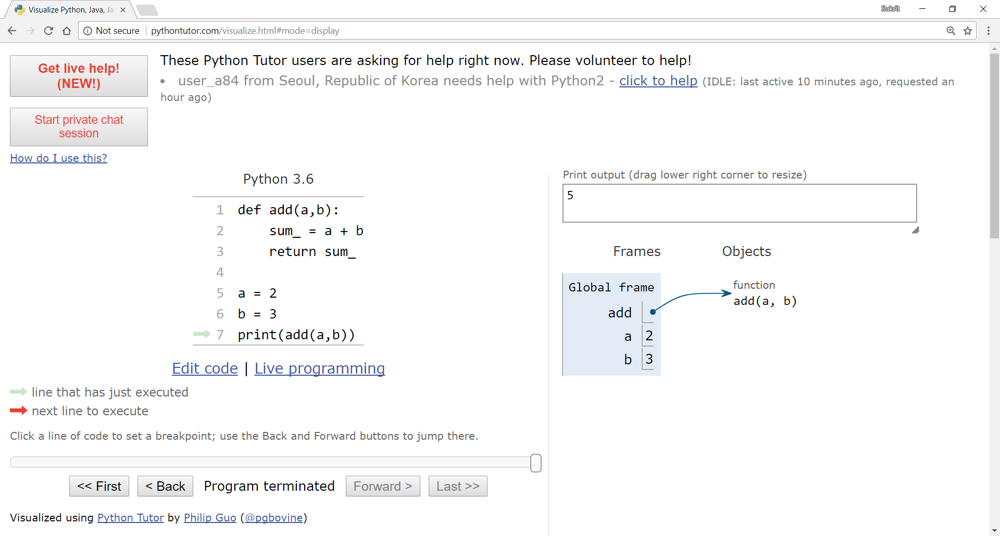 Visualize Python, Java, Ja
Sukrit
Not secure | pythontutor.com/visualize.html#mode=display
Get live help!
(NEW!)
These Python Tutor users are asking for help right now. Please volunteer to help!
• user_a84 from Seoul, Republic of Korea needs help with Python2 - click to help (IDLE: last active 10 minutes ago, requested an
hour ago)
Start private chat
session
How do I use this?
Python 3.6
1 def add(a,b):
2     sum_ = a + b
3     return sum_
4
5 a = 2
6 b = 3
7 print(add(a,b))
Edit code | Live programming
line that has just executed
next line to execute
Click a line of code to set a breakpoint; use the Back and Forward buttons to jump there.
<< First < Back Program terminated Forward > Last >>
Visualized using Python Tutor by Philip Guo (@pgbovine)
Print output (drag lower right corner to resize)
5
Frames Objects
Global frame
add
a 2
b 3
function
add(a, b)